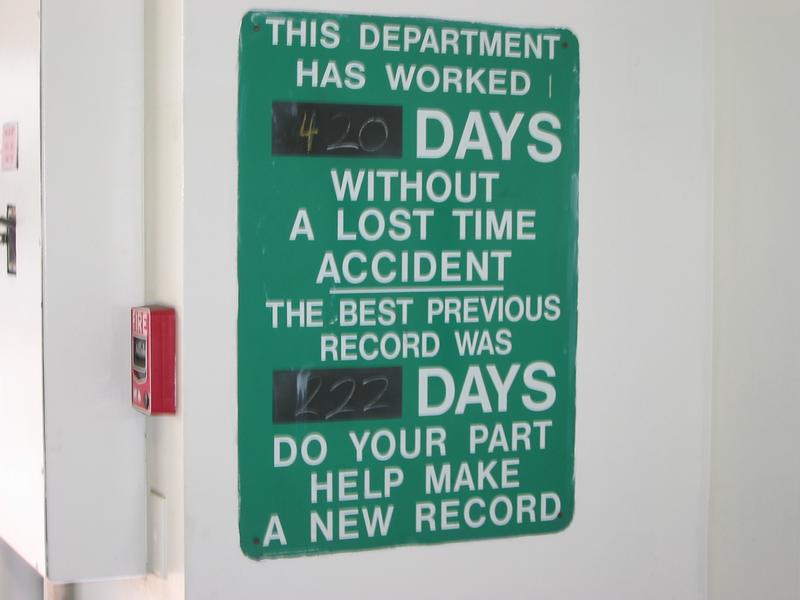 THIS DEPARTMENT
HAS WORKED
420 DAYS
WITHOUT
A LOST TIME
ACCIDENT
THE BEST PREVIOUS
RECORD WAS
222 DAYS
DO YOUR PART
HELP MAKE
A NEW RECORD
FIRE